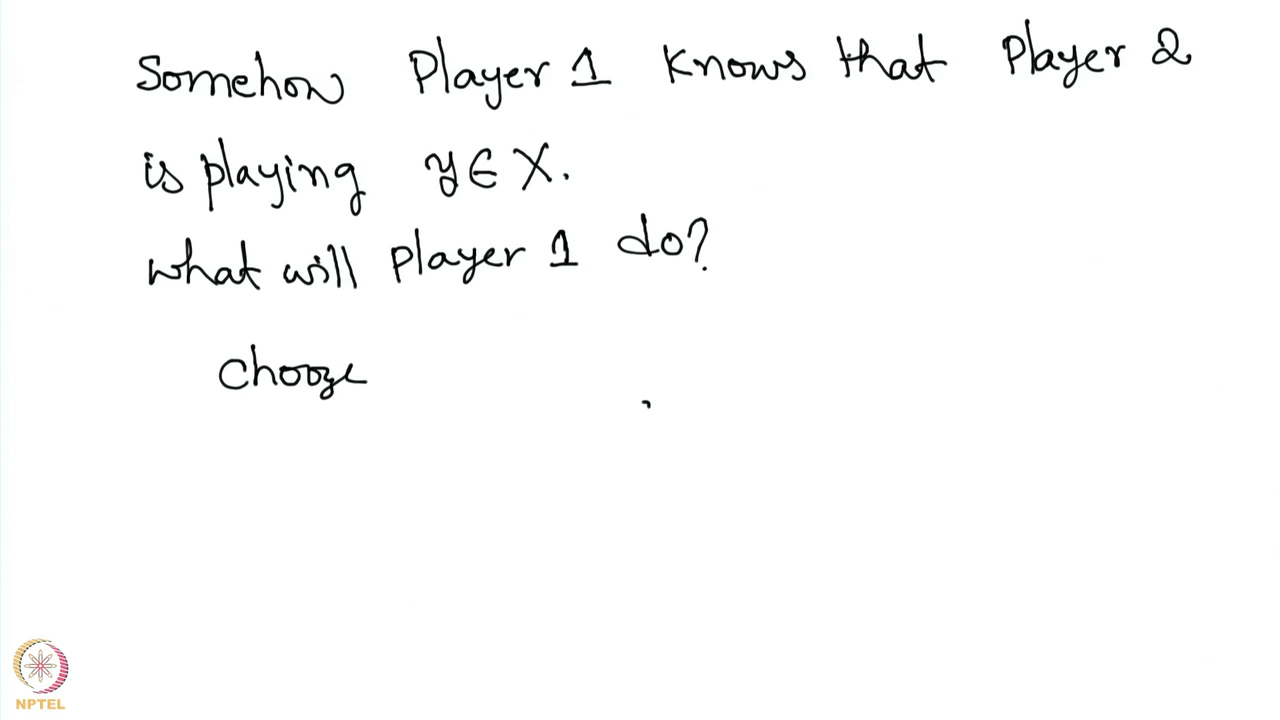 Somehow Player 1 knows that Player 2
is playing y ∈ X.
what will player 1 do?
chooze
NPTEL